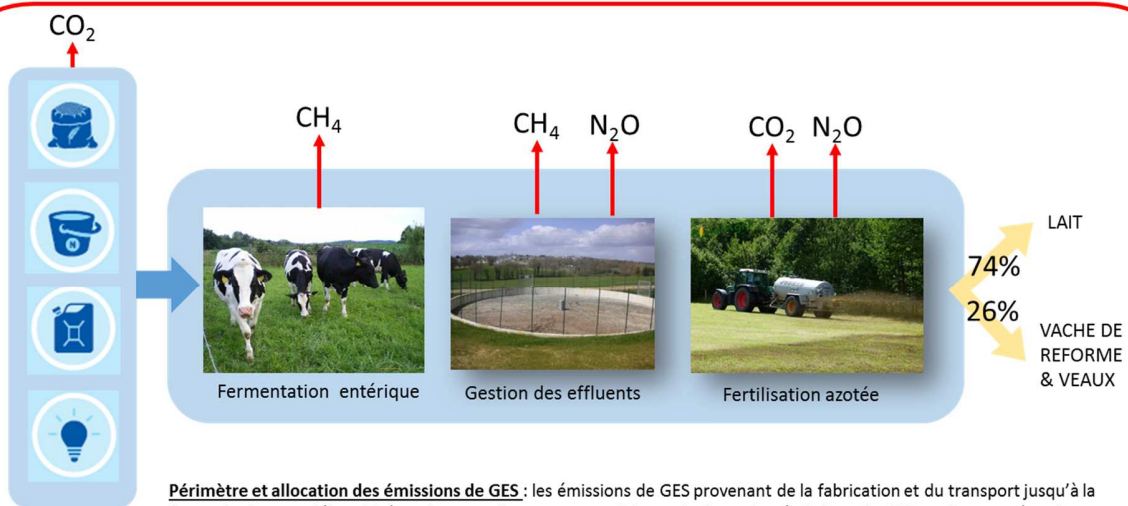 CO₂
CH₄
CH₄ N₂O
CO₂ N₂O
N
Fermentation entérique
Gestion des effluents
Fertilisation azotée
74%
26%
LAIT
VACHE DE
REFORME
& VEAUX
Périmètre et allocation des émissions de GES : les émissions de GES provenant de la fabrication et du transport jusqu’à la